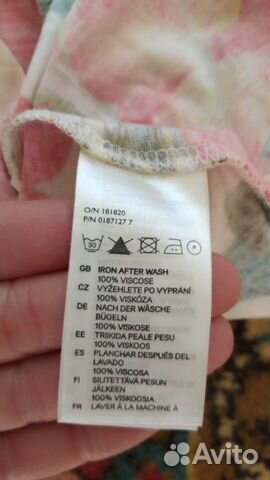 O/N 181820
P/N 0187127 7
30
P
GB IRON AFTER WASH
100% VISCOSE
CZ VYŽEHLETE PO VYPRÁNÍ
100% VISKÓZA
DE NACH DER WÄSCHE
BÜGELN
100% VISKOSE
EE TRIIKIDA PEALE PESU
100% VISKOOS
ES PLANCHAR DESPUÉS DEL
LAVADO
100% VISCOSA
FI SILITETTÄVÄ PESUN
JÄLKEEN
100% VISKOOSIA
FR LAVER À LA MACHINE À
Avito